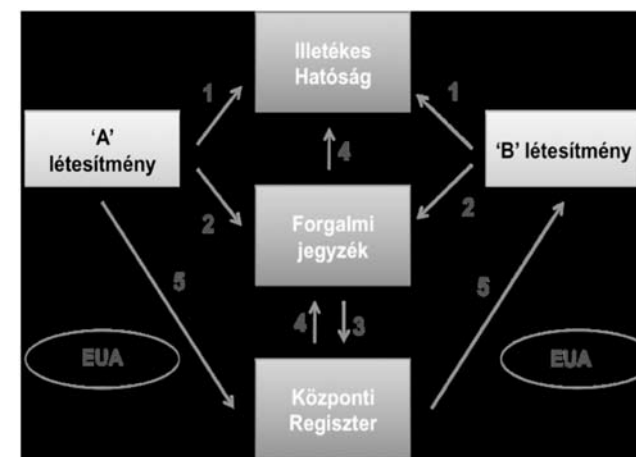 Illetékes
Hatóság
1
1
'A'
létesítmény
4
'B' létesítmény
2
Forgalmi
jegyzék
2
5
4
3
5
EUA
EUA
Központi
Regiszter